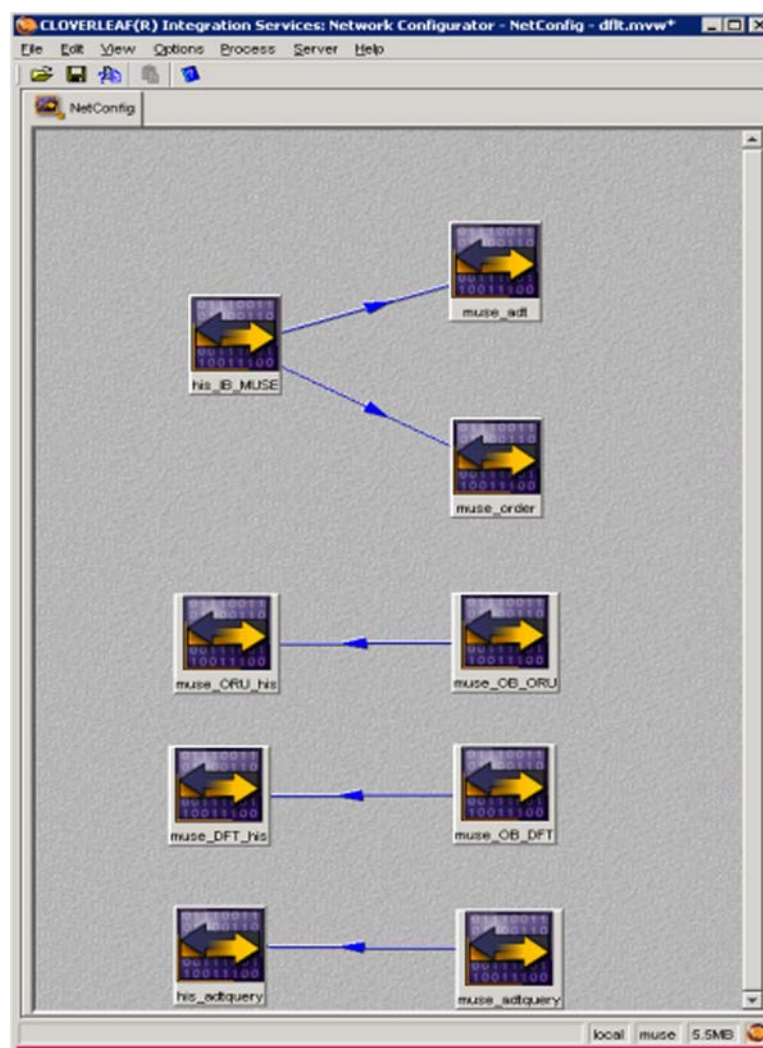 CLOVERLEAF(R) Integration Services: Network Configurator - NetConfig - dflt.mvw*
File Edit View Options Process Server Help
NetConfig
muse_adt
his_IB_MUSE
muse_order
muse_ORU_his
muse_OB_ORU
muse_DFT_his
muse_OB_DFT
his_adtquery
muse_adtquery
local muse 5.5MB